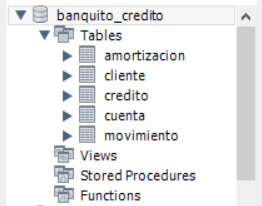 banquito_credito
Tables
amortizacion
cliente
credito
cuenta
movimiento
Views
Stored Procedures
Functions